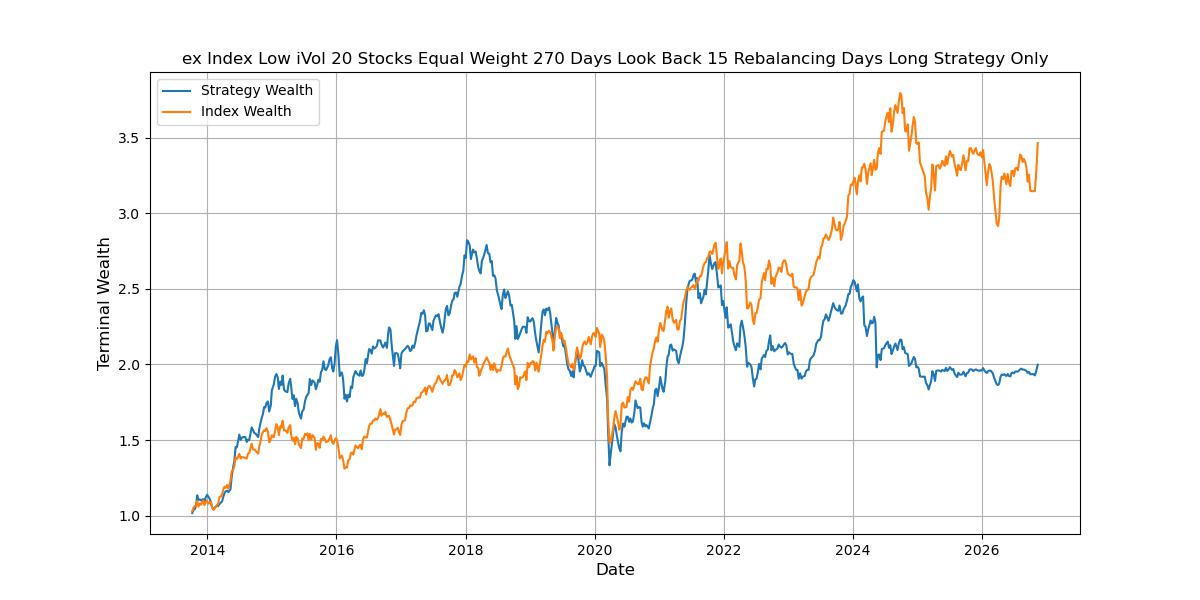 ex Index Low iVol 20 Stocks Equal Weight 270 Days Look Back 15 Rebalancing Days Long Strategy Only
Strategy Wealth
Index Wealth
Terminal Wealth
3.5
3.0
2.5
2.0
1.5
1.0
2014 2016 2018 2020 2022 2024 2026
Date